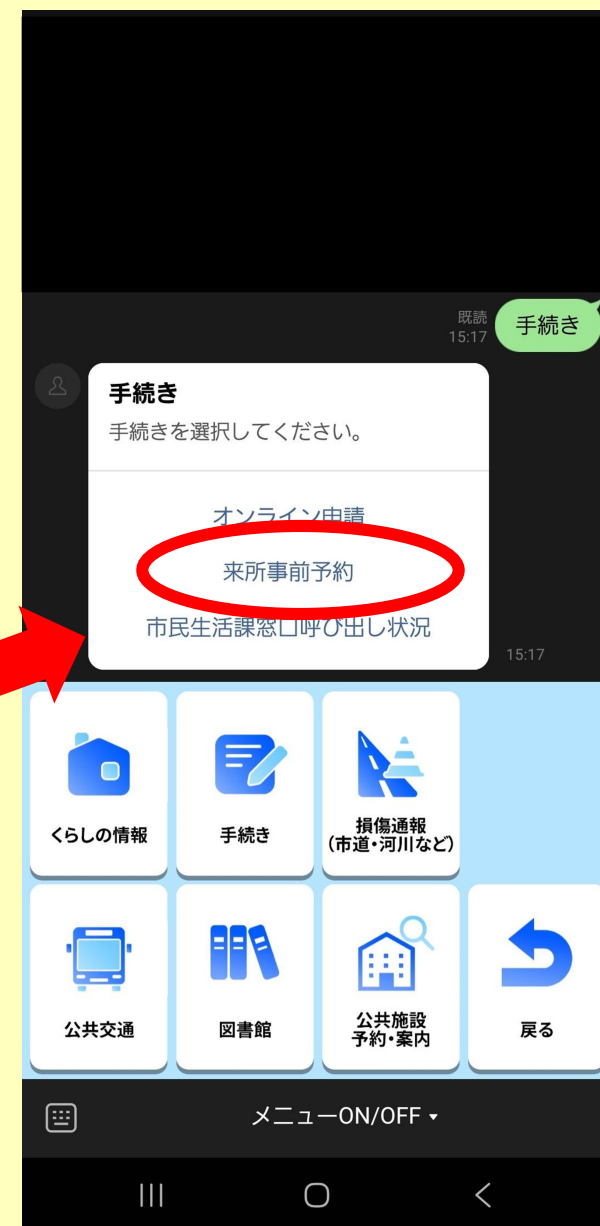 既読
15:17
手続き
手続き
手続きを選択してください。
オンライン申請
来所事前予約
市民生活課窓口呼び出し状況
15:17
くらしの情報
手続き
損傷通報
(市道・河川など)
公共交通
図書館
公共施設
予約・案内
戻る
メニューON/OFF ▾